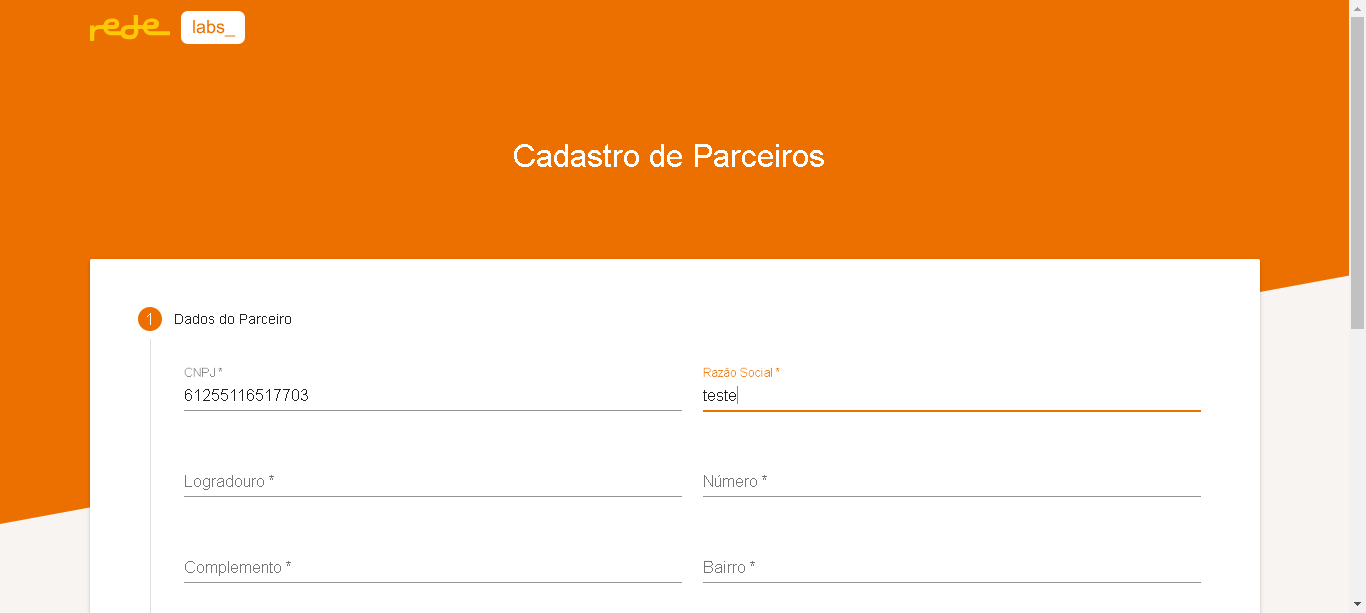 rede labs_
Cadastro de Parceiros
1 Dados do Parceiro
CNPJ * Razão Social *
61255116517703 teste
Logradouro * Número *
Complemento * Bairro *